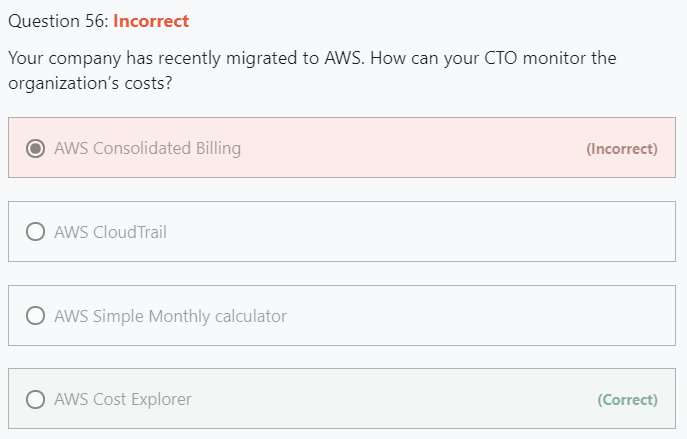 Question 56: Incorrect
Your company has recently migrated to AWS. How can your CTO monitor the
organization's costs?
AWS Consolidated Billing (Incorrect)
AWS CloudTrail
AWS Simple Monthly calculator
AWS Cost Explorer (Correct)